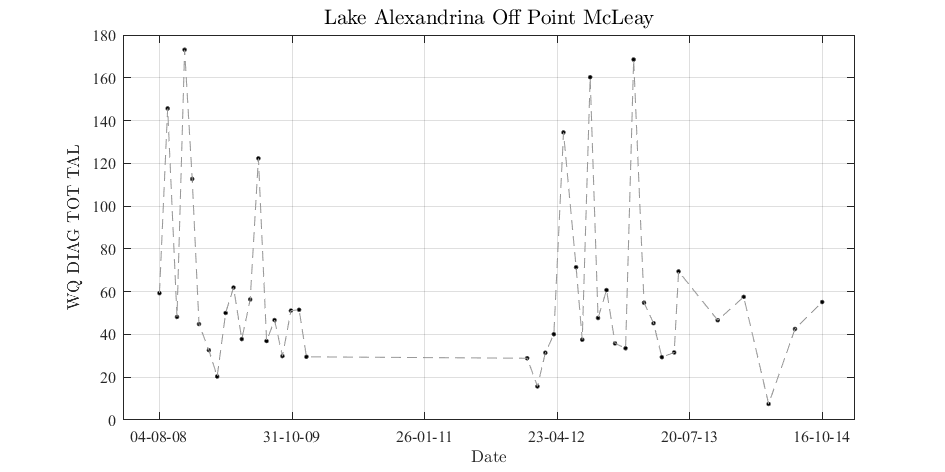 Lake Alexandrina Off Point McLeay
WQ DIAG TOT TAL
180
160
140
120
100
80
60
40
20
0
04-08-08 31-10-09 26-01-11 23-04-12 20-07-13 16-10-14
Date